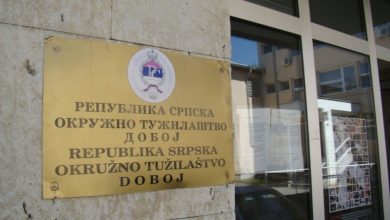 РЕПУБЛИКА СРПСКА
ОКРУЖНО ТУЖИЛАШТВО
ДОБОЈ
REPUBLIKA SRPSKA
OKRUŽNO TUŽILAŠTVO
DOBOJ